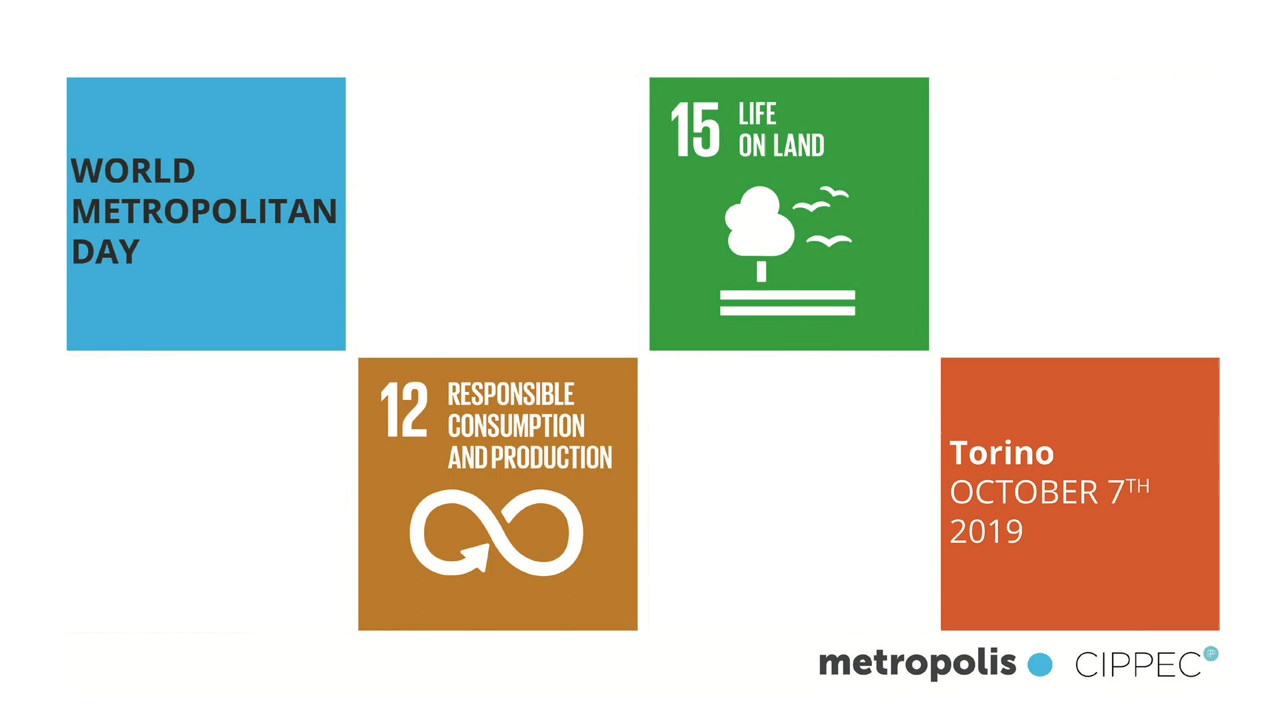 WORLD
METROPOLITAN
DAY
15 LIFE
ON LAND
12 RESPONSIBLE
CONSUMPTION
AND PRODUCTION
Torino
OCTOBER 7TH
2019
metropolis
CIPPEC